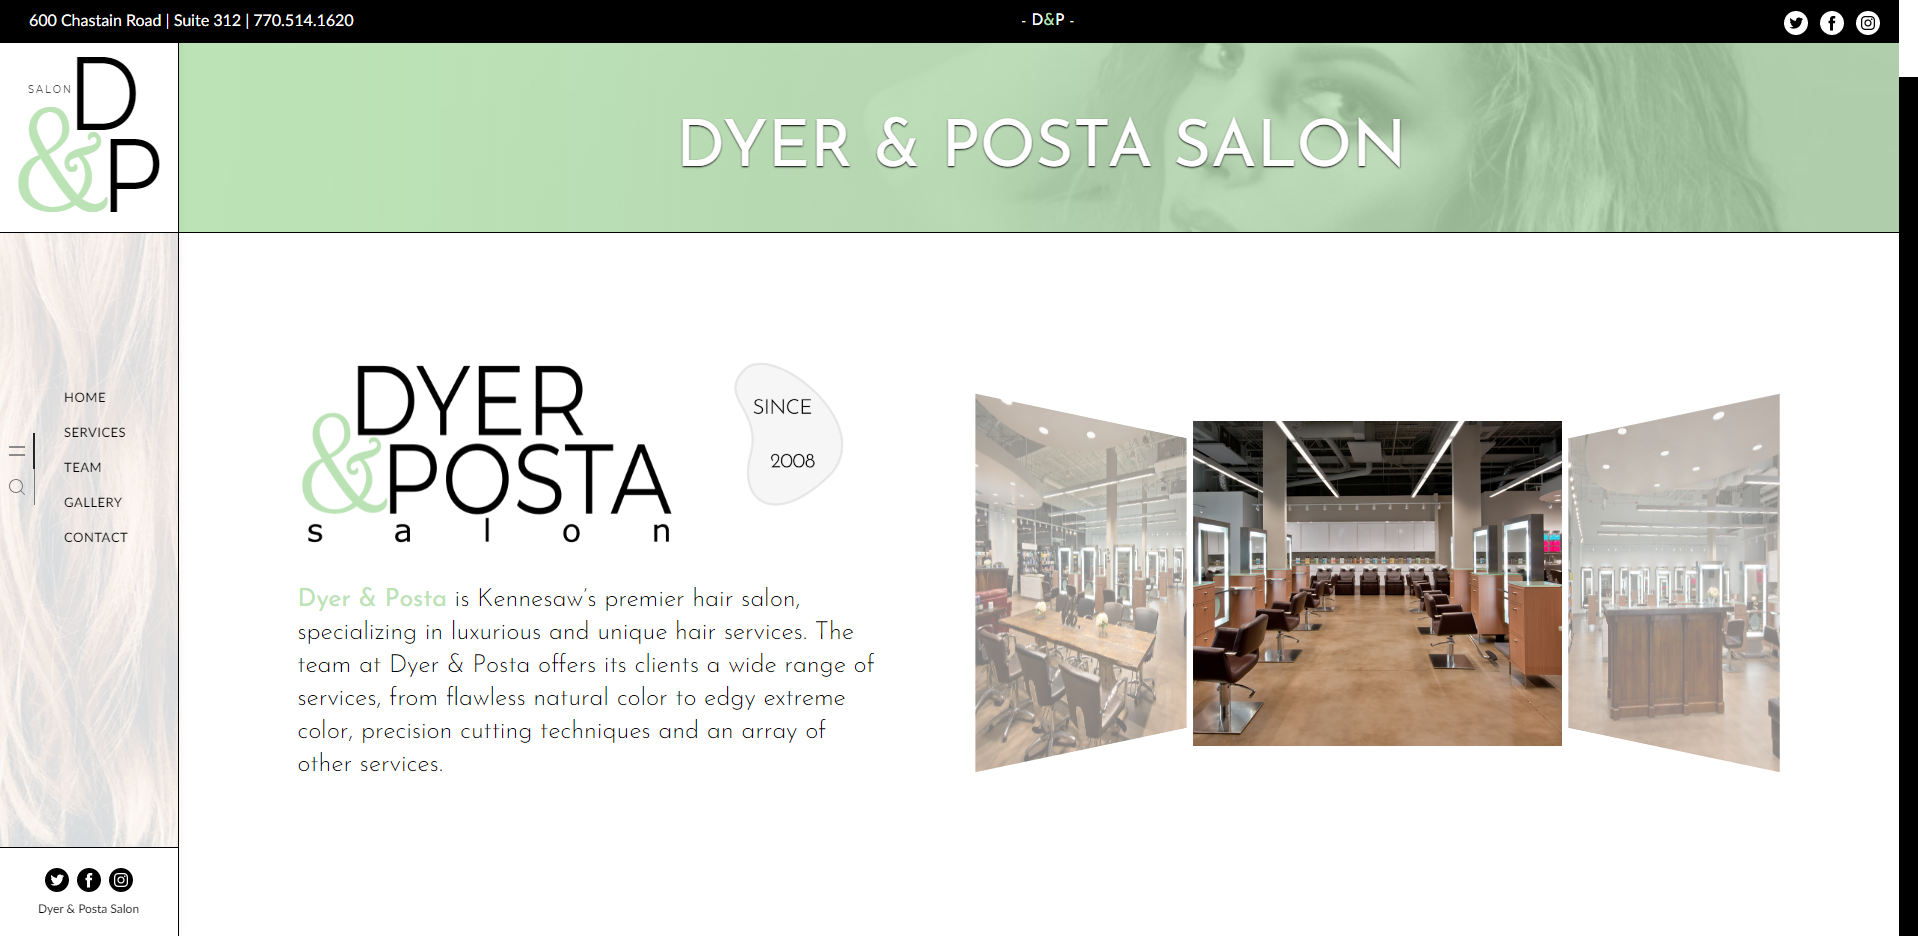 600 Chastain Road | Suite 312 | 770.514.1620
- D&P -
SALON
D
&P
DYER & POSTA SALON
HOME
SERVICES
TEAM
GALLERY
CONTACT
DYER
&POSTA
salon
SINCE
2008
Dyer & Posta is Kennesaw's premier hair salon,
specializing in luxurious and unique hair services. The
team at Dyer & Posta offers its clients a wide range of
services, from flawless natural color to edgy extreme
color, precision cutting techniques and an array of
other services.
Dyer & Posta Salon